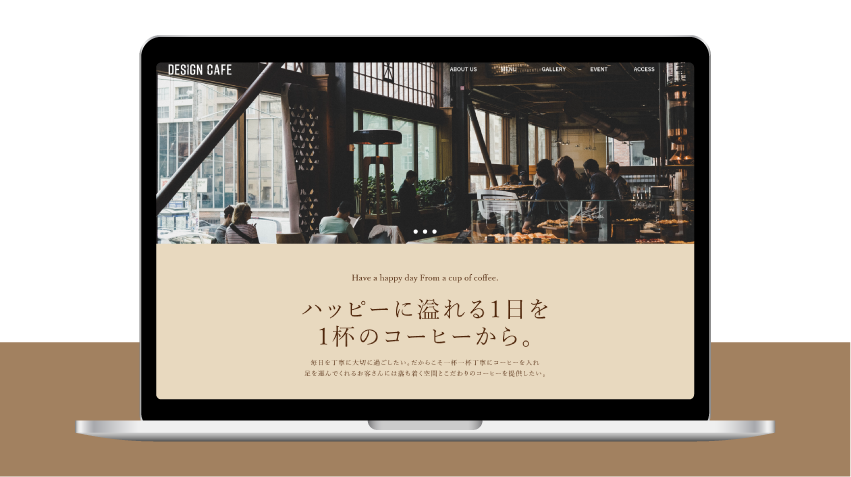 DESIGN CAFE
ABOUT US MENU GALLERY EVENT ACCESS
Have a happy day From a cup of coffee.
ハッピーに溢れる1日を
1杯のコーヒーから。
毎日を丁寧に大切に過ごしたい。だからこそ一杯一杯丁寧にコーヒーを入れ
足を運んでくれるお客さんには落ち着く空間とこだわりのコーヒーを提供したい。